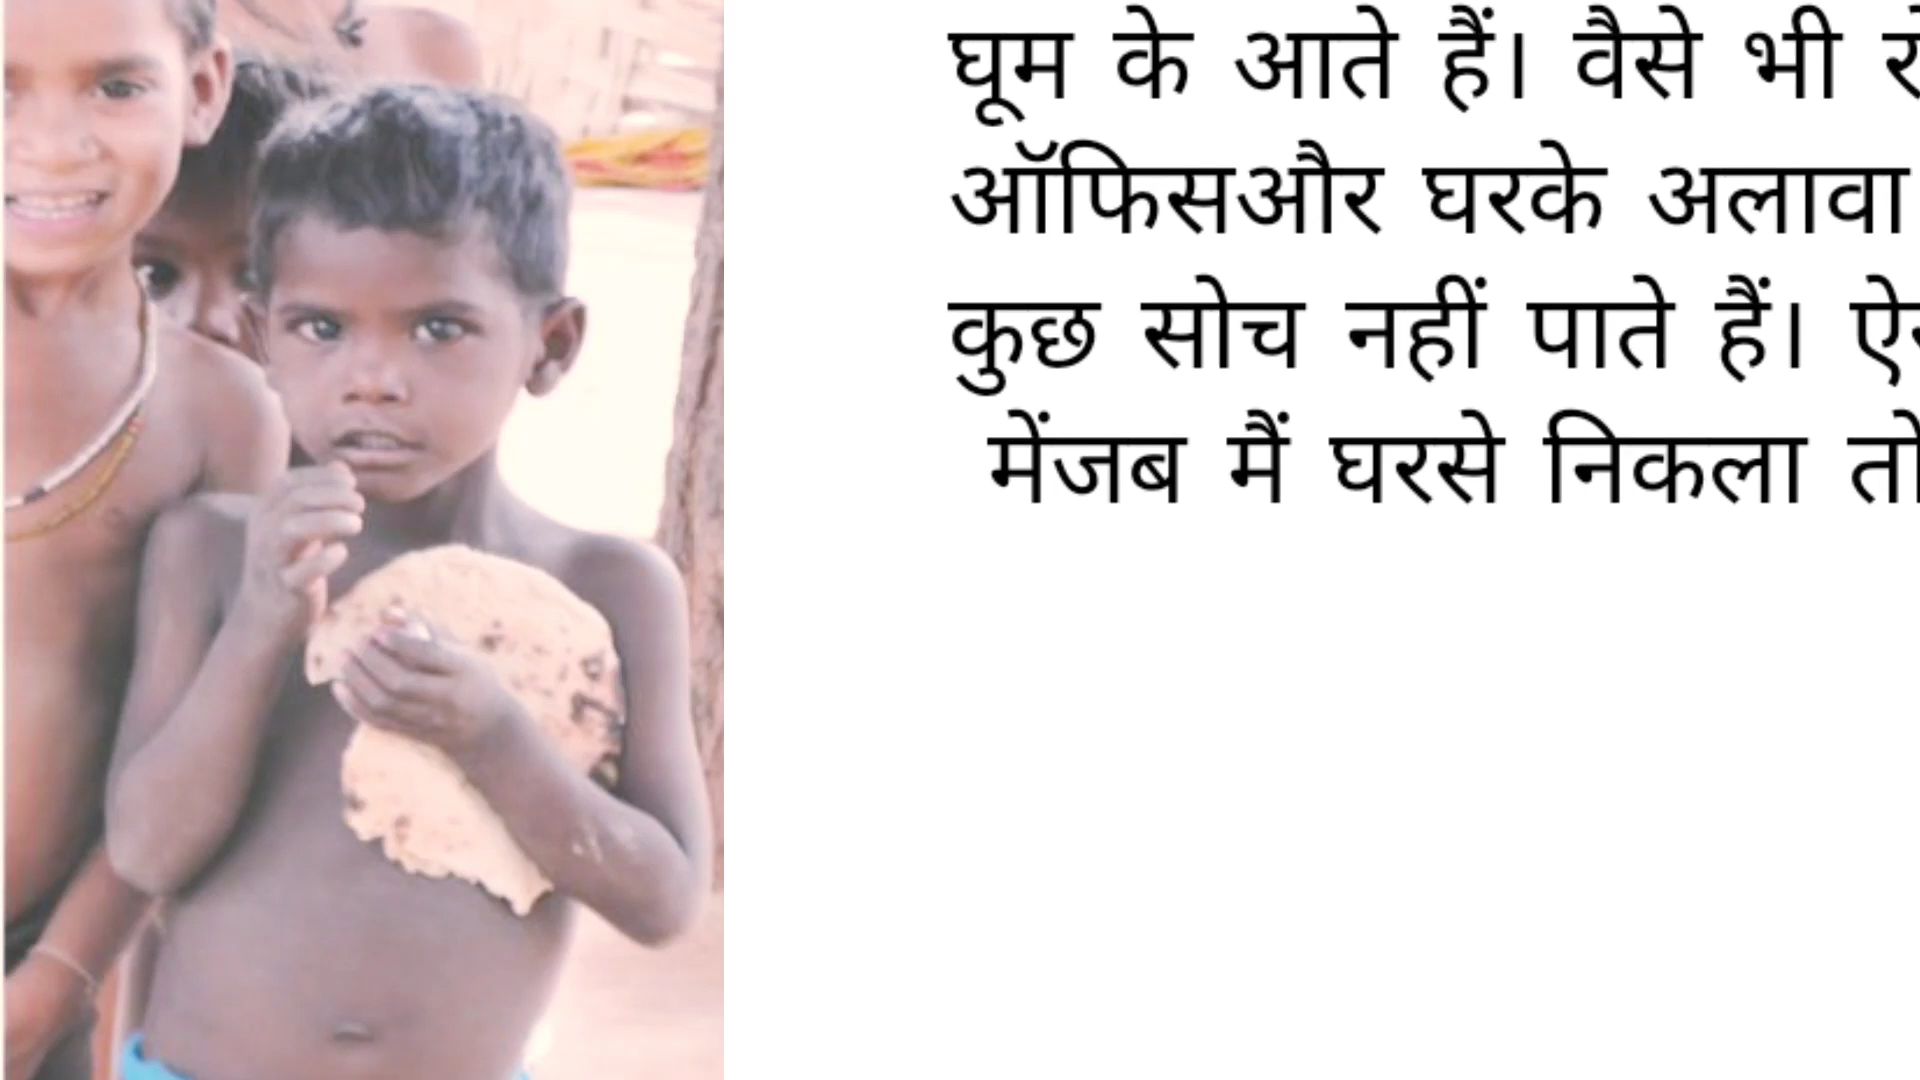 घूम के आते हैं। वैसे भी
ऑफिसऔर घरके अलावा
कुछ सोच नहीं पाते हैं।
मेंजब मैं घरसे निकला तो